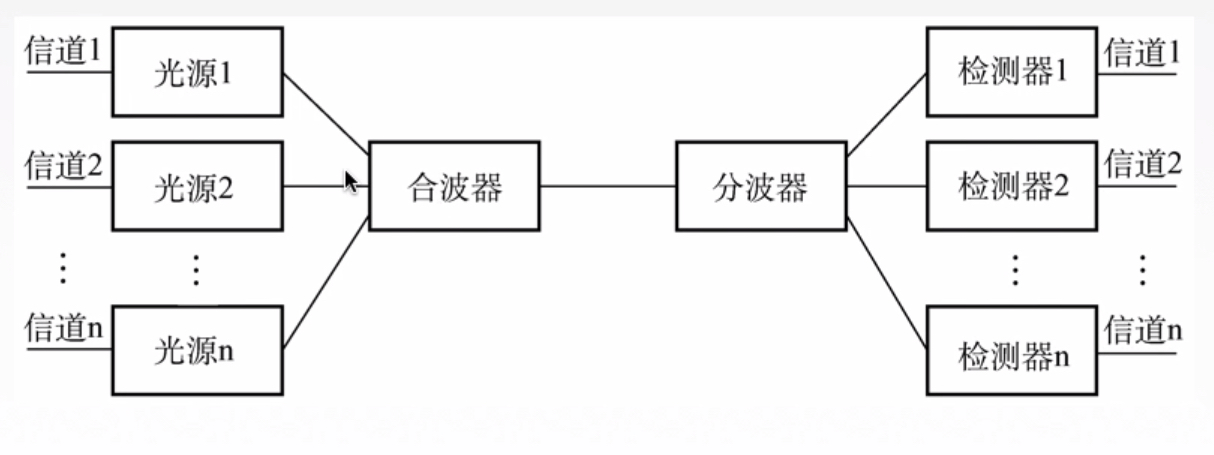 信道1
光源1
检测器1
信道1
信道2
光源2
合波器
分波器
检测器2
信道2
⋮
⋮
⋮
⋮
信道n
光源n
检测器n
信道n